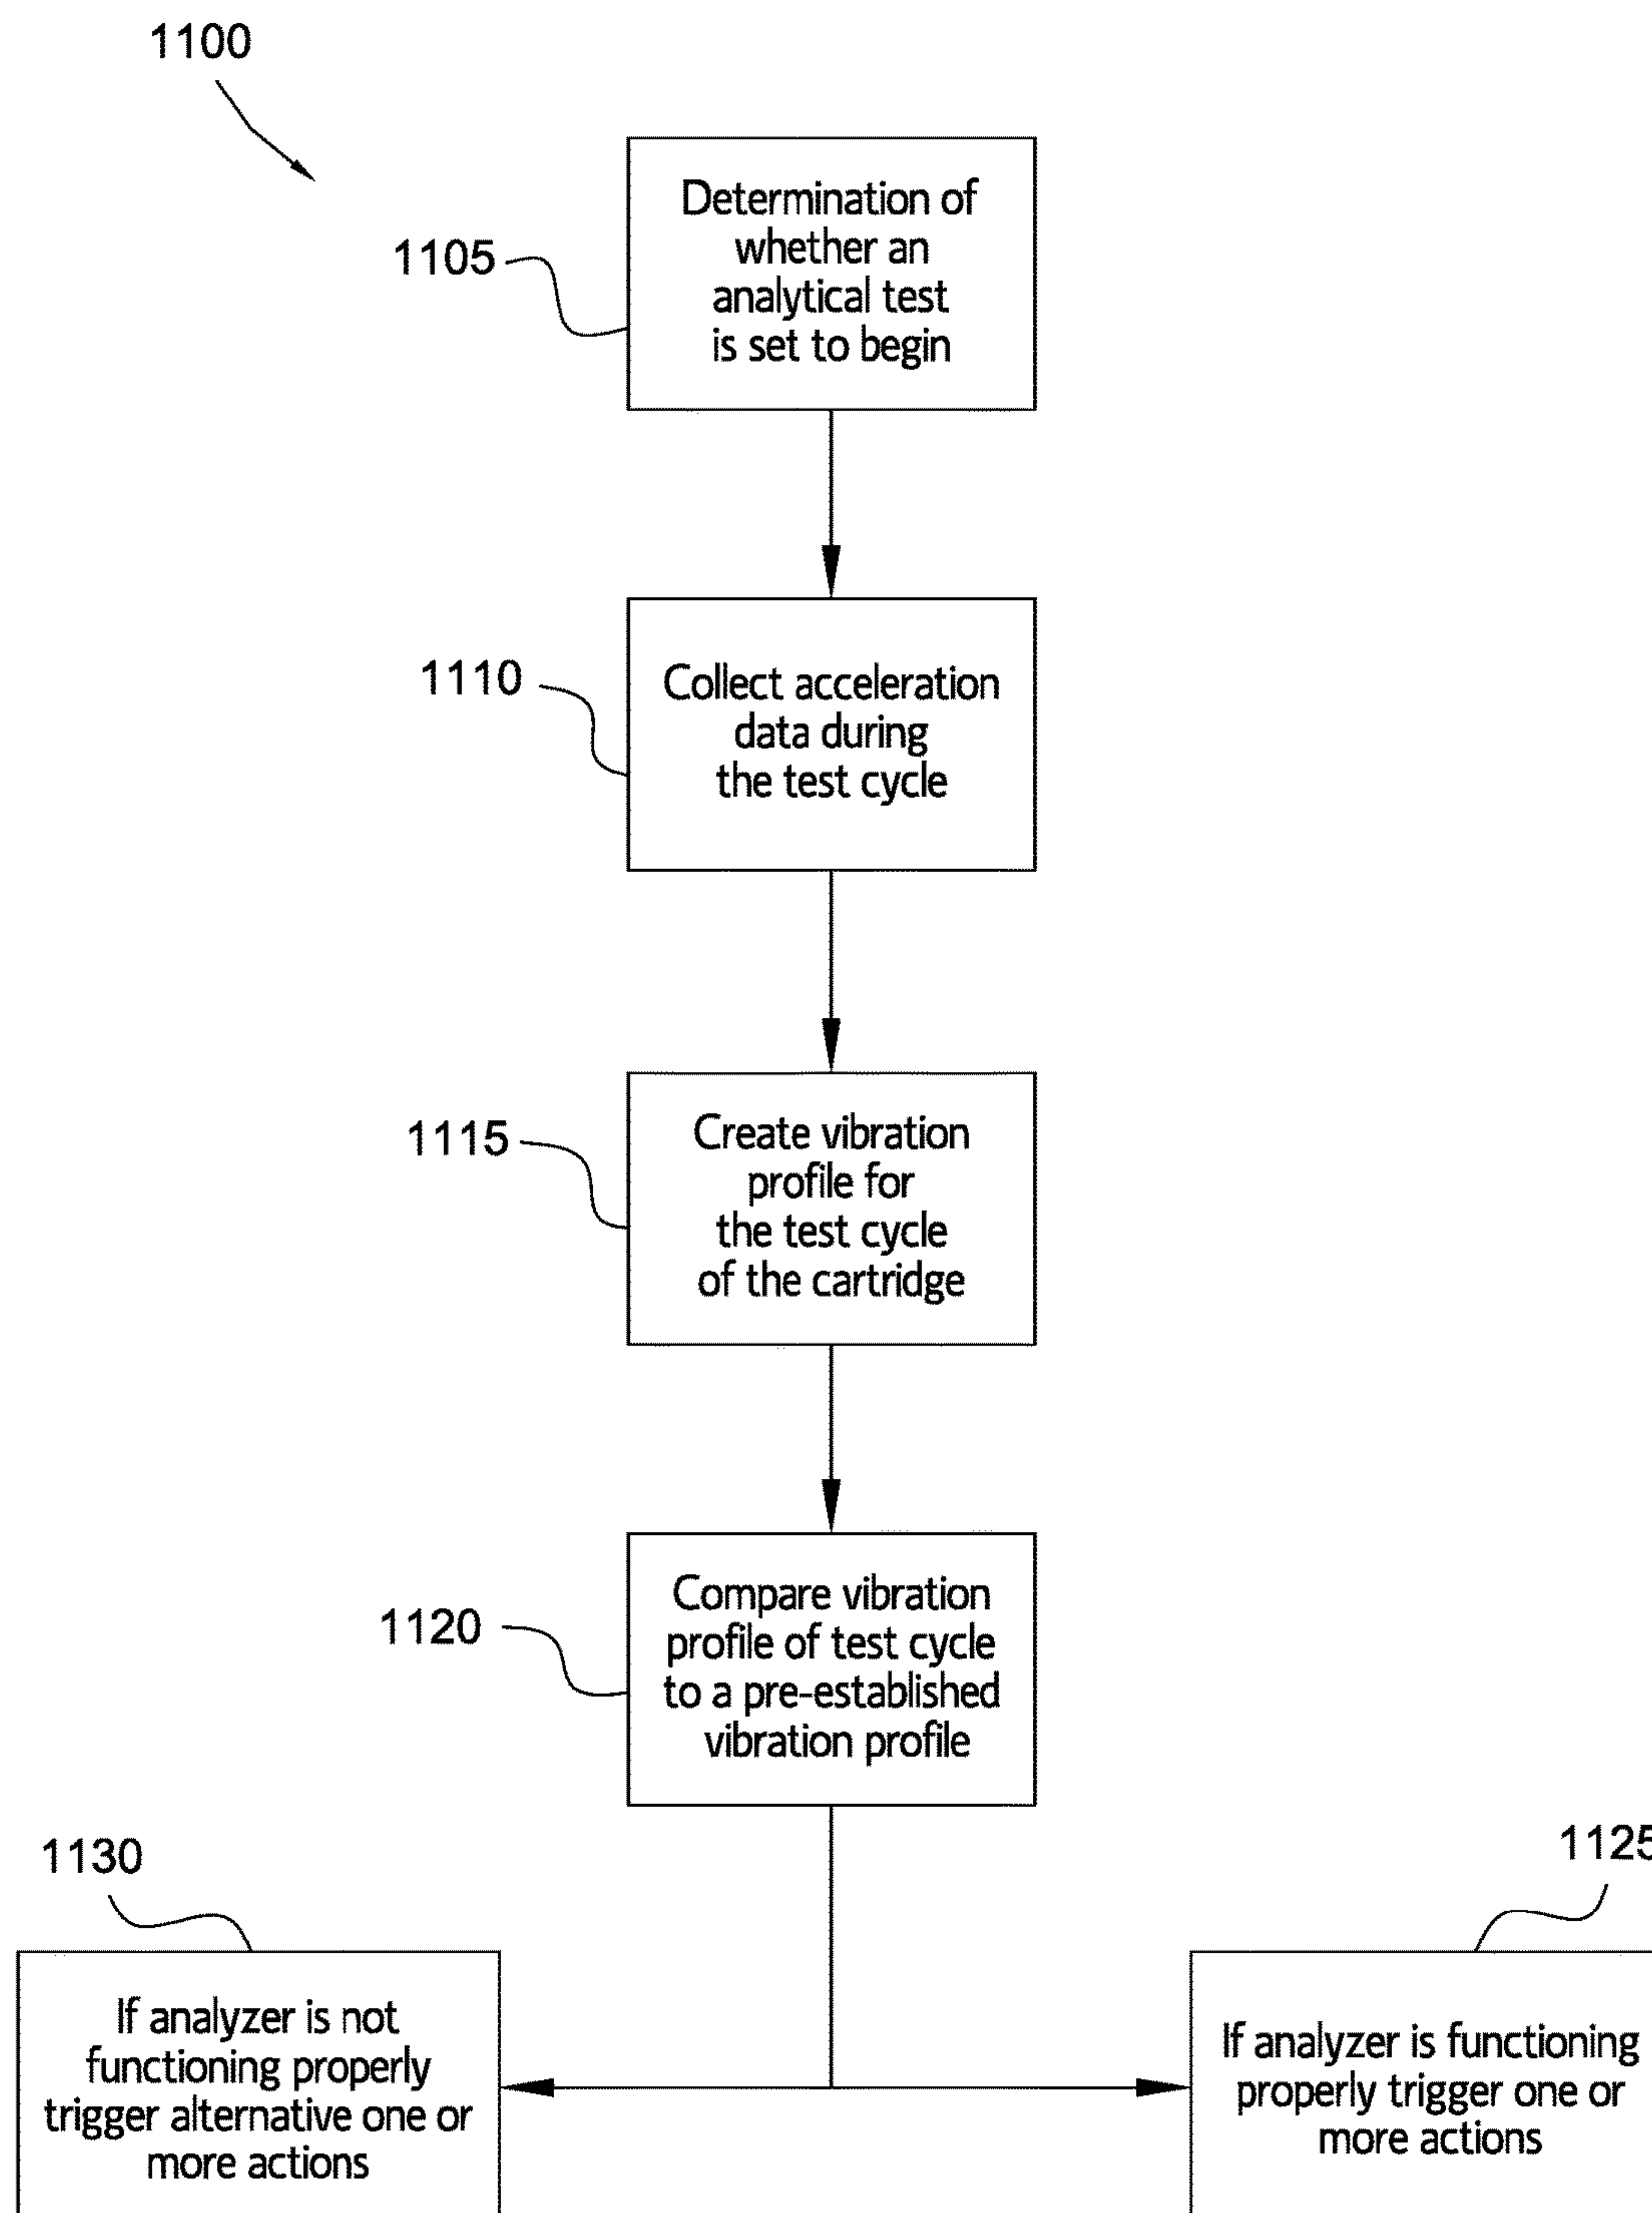 1100
1105
Determination of
whether an
analytical test
is set to begin
1110
Collect acceleration
data during
the test cycle
1115
Create vibration
profile for
the test cycle
of the cartridge
1120
Compare vibration
profile of test cycle
to a pre-established
vibration profile
1130
If analyzer is not
functioning properly
trigger alternative one or
more actions
1125
If analyzer is functioning
properly trigger one or
more actions